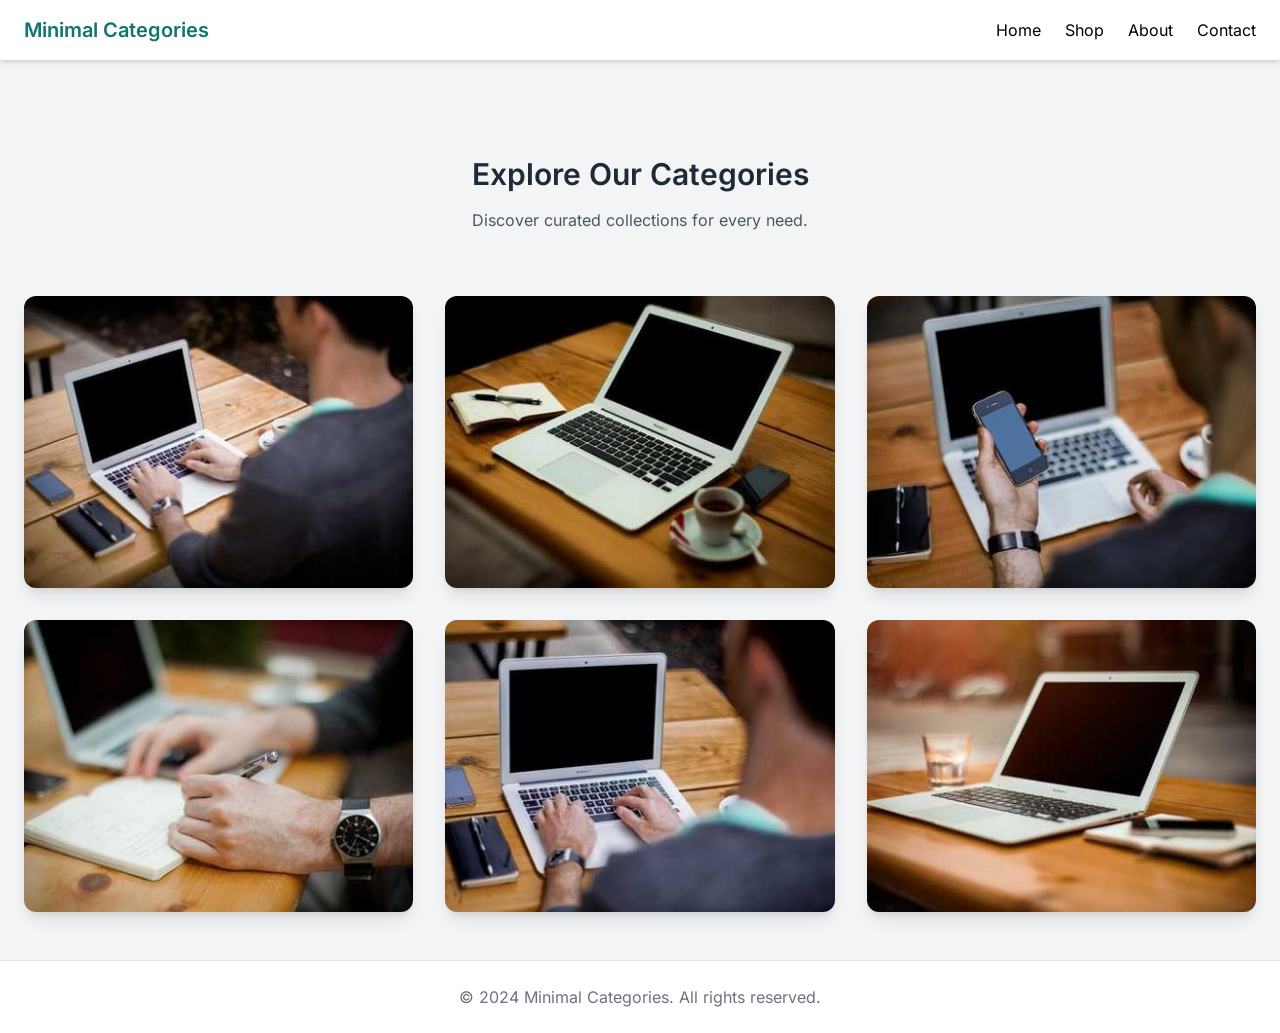 Minimal Categories
Home Shop About Contact
Explore Our Categories
Discover curated collections for every need.
© 2024 Minimal Categories. All rights reserved.